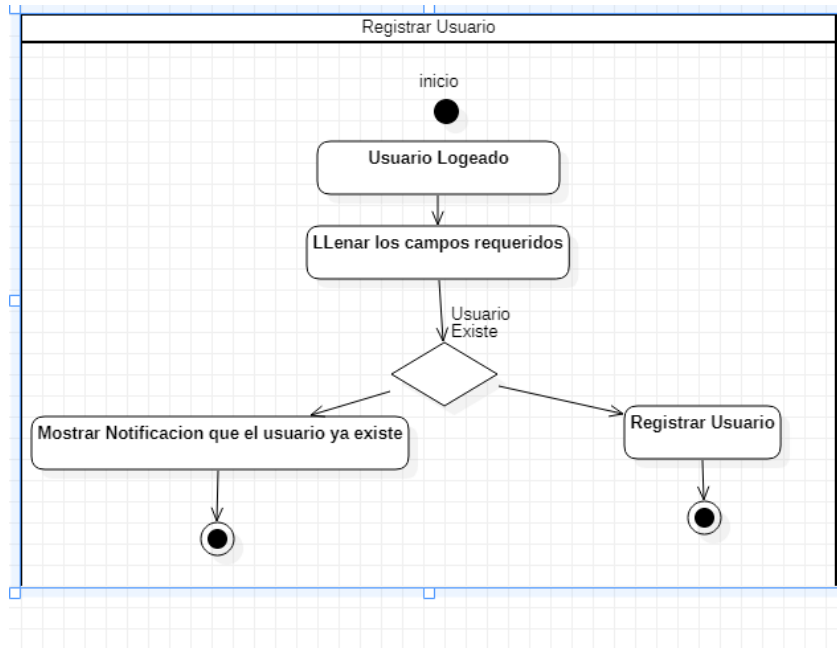 Registrar Usuario
inicio
Usuario Logeado
LLenar los campos requeridos
Usuario
Existe
Mostrar Notificacion que el usuario ya existe
Registrar Usuario